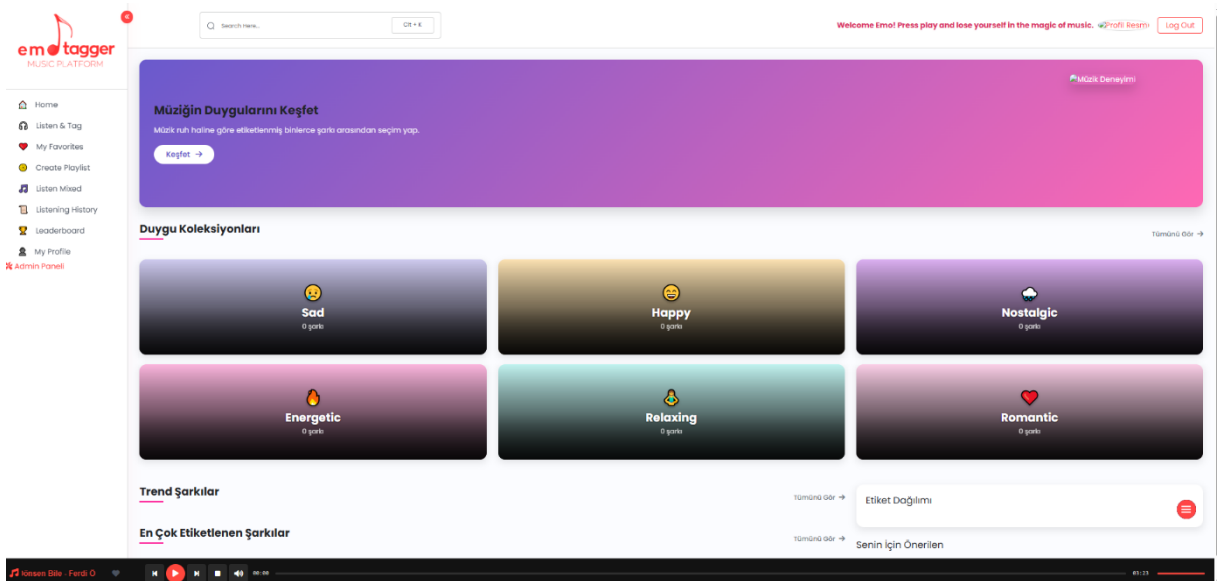 em tagger
MUSIC PLATFORM
«
Search Here...
Ctlt + K
Welcome Emo! Press play and lose yourself in the magic of music.
Profil Resmi
Log Out
Home
Listen & Tag
My Favorites
Create Playlist
Listen Mixed
Listening History
Leaderboard
My Profile
Admin Paneli
Müzik Deneyimi
Müziğin Duygularını Keşfet
Müzik ruh haline göre etiketlenmiş binlerce şarkı arasından seçim yap.
Keşfet →
Duygu Koleksiyonları
Tümünü Gör →
Sad
0 şarkı
Happy
0 şarkı
Nostalgic
0 şarkı
Energetic
0 şarkı
Relaxing
0 şarkı
Romantic
0 şarkı
Trend Şarkılar
Tümünü Gör →
Etiket Dağılımı
En Çok Etiketlenen Şarkılar
Tümünü Gör →
Senin İçin Önerilen
Bile - Ferdi Ö
00:00
03:23